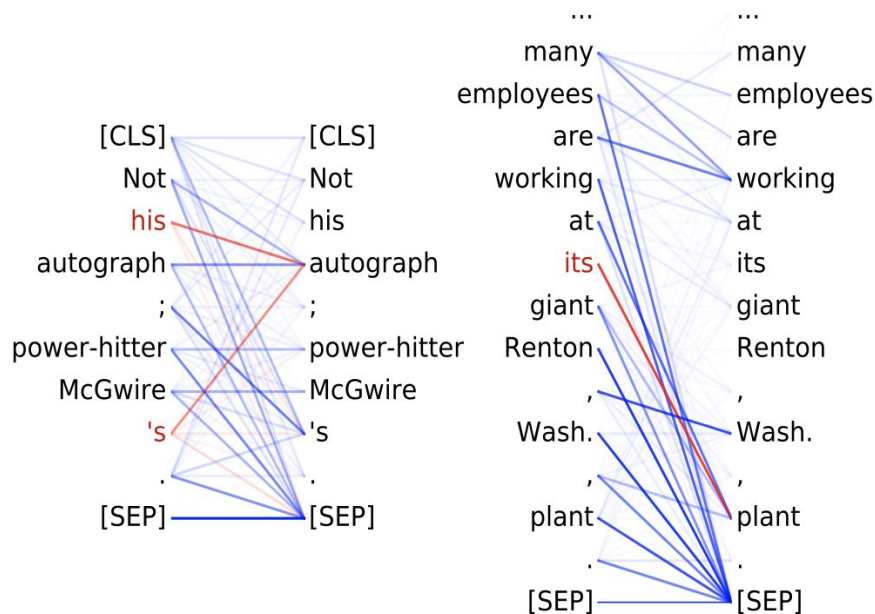 [CLS] [CLS]
Not Not
his his
autograph autograph
; ;
power-hitter power-hitter
McGwire McGwire
's 's
. .
[SEP] [SEP]
... ...
many many
employees employees
are are
working working
at at
its its
giant giant
Renton Renton
, ,
Wash. Wash.
, ,
plant plant
. .
[SEP] [SEP]